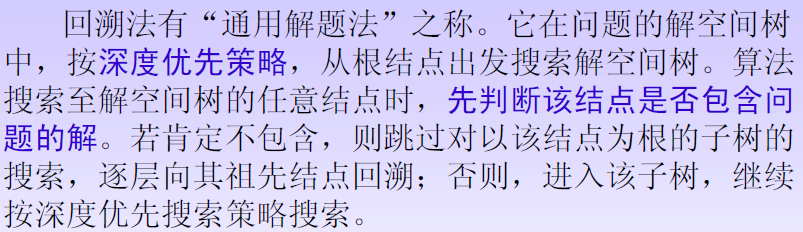 回溯法有“通用解题法”之称。它在问题的解空间树
中，按深度优先策略，从根结点出发搜索解空间树。算法
搜索至解空间树的任意结点时，先判断该结点是否包含问
题的解。若肯定不包含，则跳过对以该结点为根的子树的
搜索，逐层向其祖先结点回溯；否则，进入该子树，继续
按深度优先搜索策略搜索。